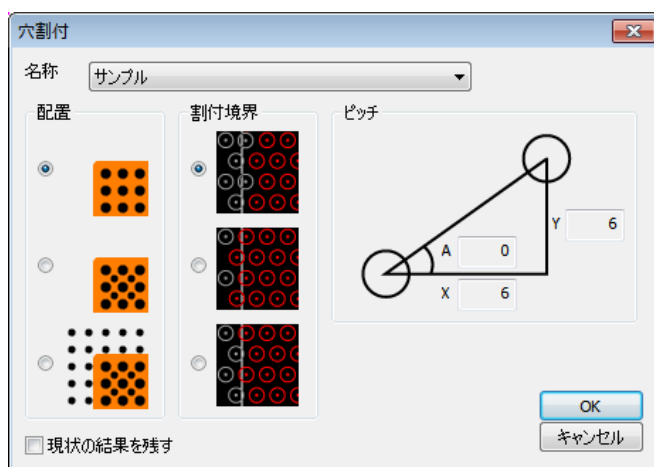 穴割付
名称 サンプル
配置 割付境界 ピッチ
Y 6
A 0
X 6
OK
現状の結果を残す キャンセル